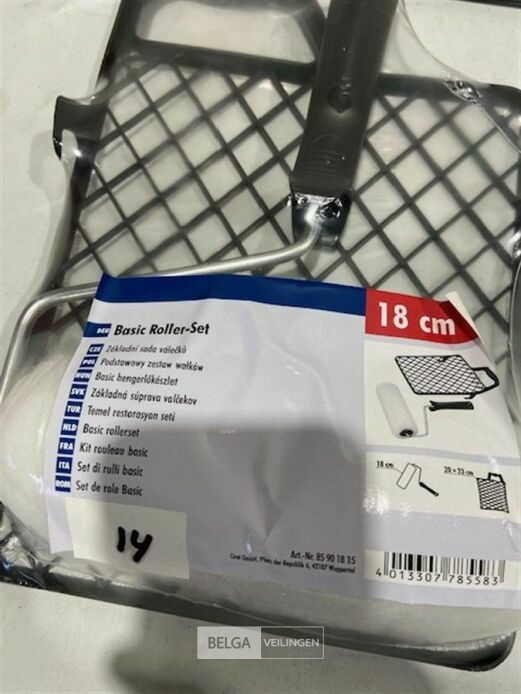 18 cm
DEU Basic Roller-Set
CZE Základní sada válečků
POL Podstawowy zestaw wałków
HUN Basic hengerlőkészlet
SVK Základná súprava valčekov
TUR Temel restorasyon seti
NLD Basic rollerset
FRA Kit rouleau basic
ITA Set di rulli basic
ROM Set de role Basic
18 cm
20 × 23 cm
14
Art.-Nr. 85 90 18 15
Conet GmbH, Platz der Republik 6, 42107 Wuppertal
4 013307 785583
BELGA VEILINGEN